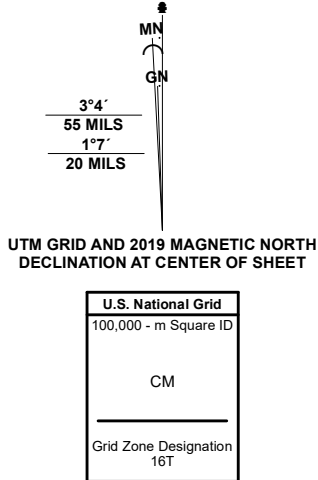 MN
GN
3°4´
55 MILS
1°7´
20 MILS
UTM GRID AND 2019 MAGNETIC NORTH
DECLINATION AT CENTER OF SHEET
U.S. National Grid
100,000 - m Square ID
CM
Grid Zone Designation
16T